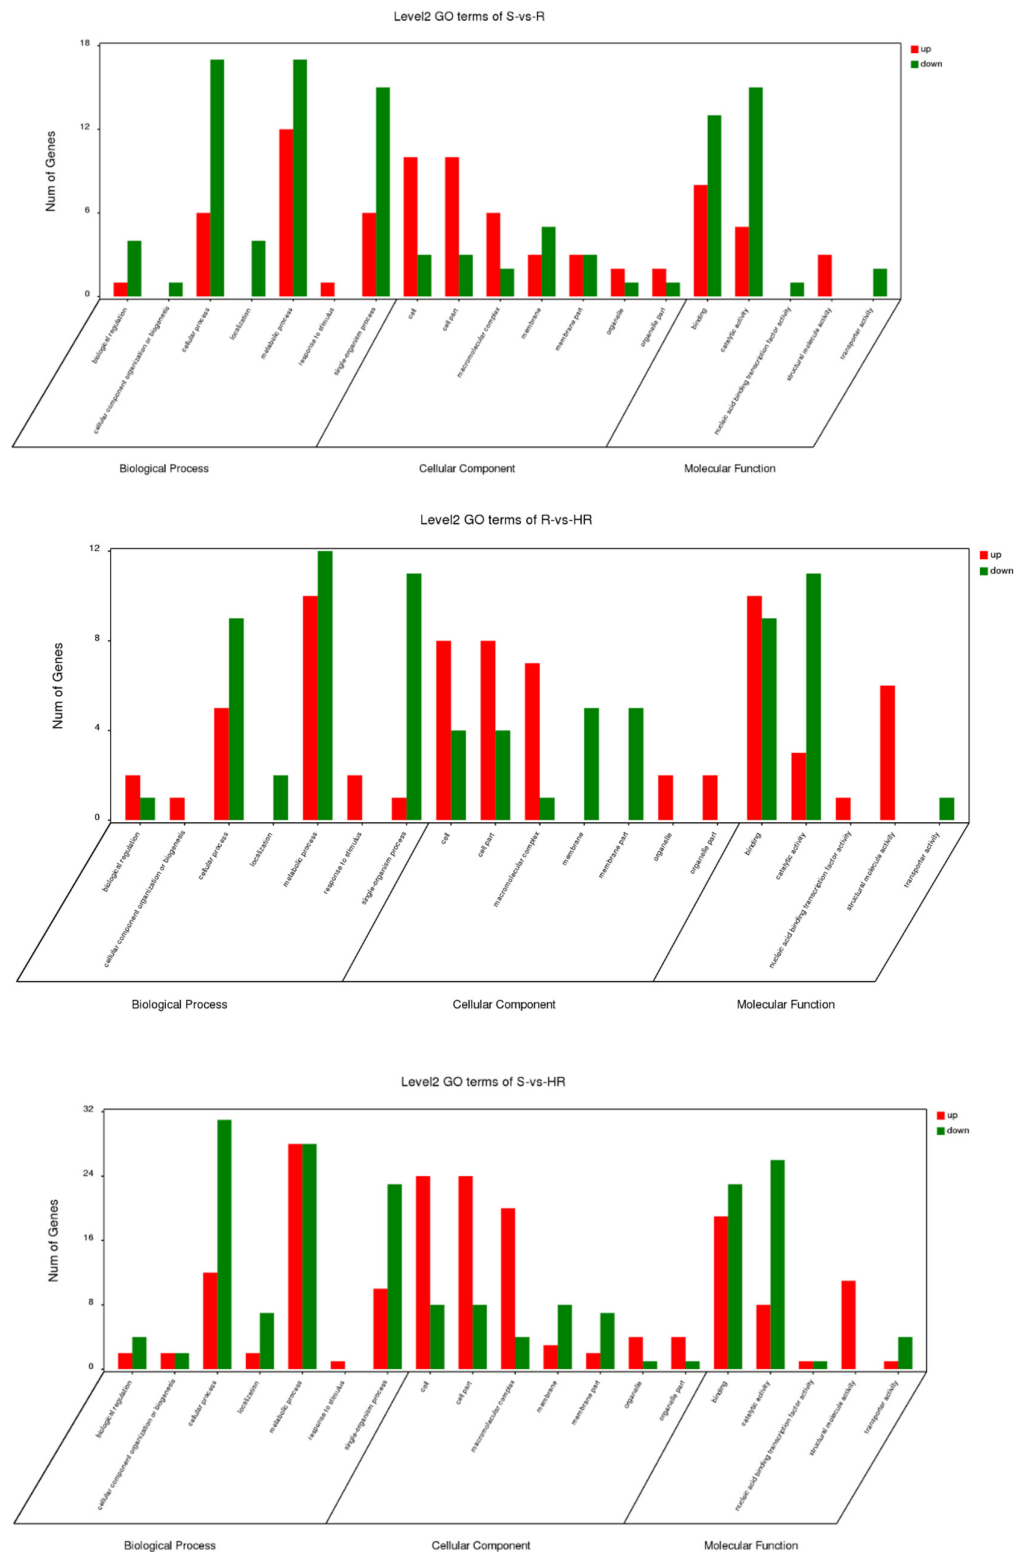 Level2 GO terms of S-vs-R
up
down
18
12
6
0
Num of Genes
biological regulation
cellular component organization or biogenesis
cellular process
localization
metabolic process
response to stimulus
single-organism process
cell
cell part
macromolecular complex
membrane
membrane part
organelle
organelle part
binding
catalytic activity
nucleic acid binding transcription factor activity
structural molecule activity
transporter activity
Biological Process
Cellular Component
Molecular Function
Level2 GO terms of R-vs-HR
up
down
12
8
4
0
Num of Genes
biological regulation
cellular component organization or biogenesis
cellular process
localization
metabolic process
response to stimulus
single-organism process
cell
cell part
macromolecular complex
membrane
membrane part
organelle
organelle part
binding
catalytic activity
nucleic acid binding transcription factor activity
structural molecule activity
transporter activity
Biological Process
Cellular Component
Molecular Function
Level2 GO terms of S-vs-HR
up
down
32
24
16
8
0
Num of Genes
biological regulation
cellular component organization or biogenesis
cellular process
localization
metabolic process
response to stimulus
single-organism process
cell
cell part
macromolecular complex
membrane
membrane part
organelle
organelle part
binding
catalytic activity
nucleic acid binding transcription factor activity
structural molecule activity
transporter activity
Biological Process
Cellular Component
Molecular Function